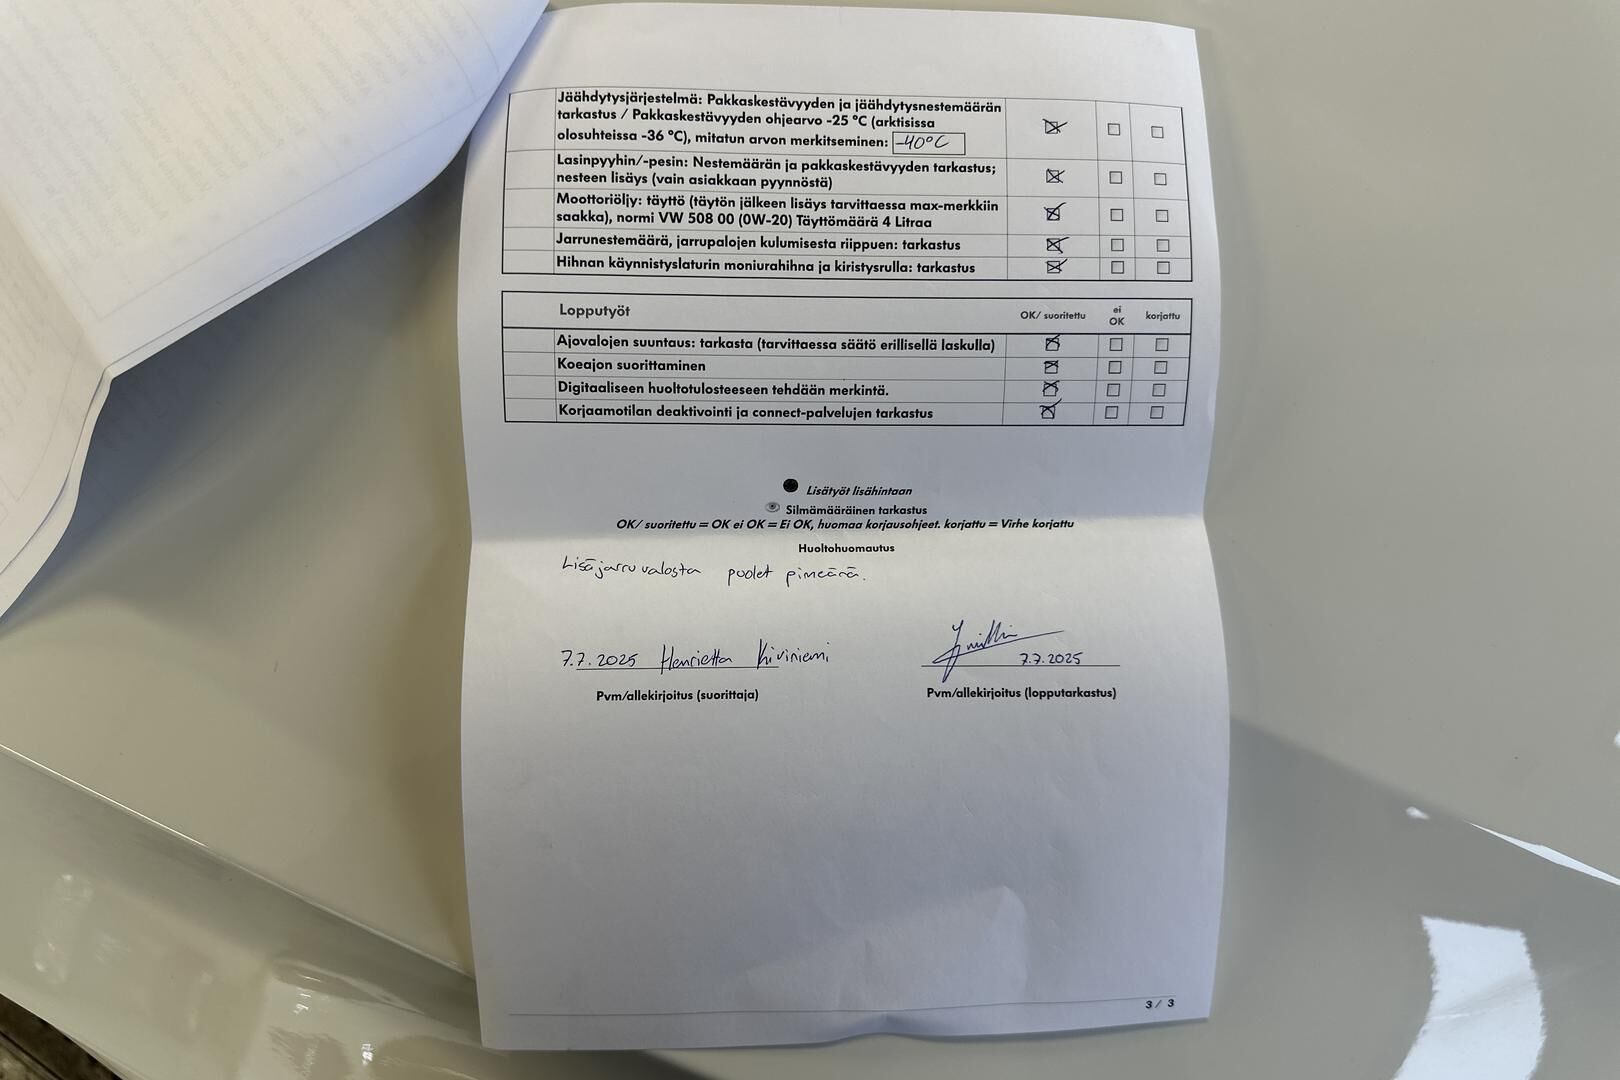 Jäähdytysjärjestelmä: Pakkaskestävyyden ja jäähdytysnestemäärän
tarkastus / Pakkaskestävyyden ohjearvo -25 °C (arktisissa
olosuhteissa -36 °C), mitatun arvon merkitseminen: -40°C
Lasinpyyhin/-pesin: Nestemäärän ja pakkaskestävyyden tarkastus;
nesteen lisäys (vain asiakkaan pyynnöstä)
Moottoriöljy: täyttö (täytön jälkeen lisäys tarvittaessa max-merkkiin
saakka), normi VW 508 00 (0W-20) Täyttömäärä 4 Litraa
Jarrunestemäärä, jarrupalojen kulumisesta riippuen: tarkastus
Hihnan käynnistyslaturin moniurahihna ja kiristysrulla: tarkastus
Lopputyöt OK/ suoritettu ei OK korjattu
Ajovalojen suuntaus: tarkasta (tarvittaessa säätö erillisellä laskulla)
Koeajon suorittaminen
Digitaaliseen huoltotulosteeseen tehdään merkintä.
Korjaamotilan deaktivointi ja connect-palvelujen tarkastus
Lisätyöt lisähintaan
Silmämääräinen tarkastus
OK/ suoritettu = OK ei OK = Ei OK, huomaa korjausohjeet. korjattu = Virhe korjattu
Huoltohuomautus
Lisäjarruvalosta puolet pimeänä.
7.7.2025 Henrietta Kiviniemi
7.7.2025
Pvm/allekirjoitus (suorittaja) Pvm/allekirjoitus (lopputarkastus)
3 / 3